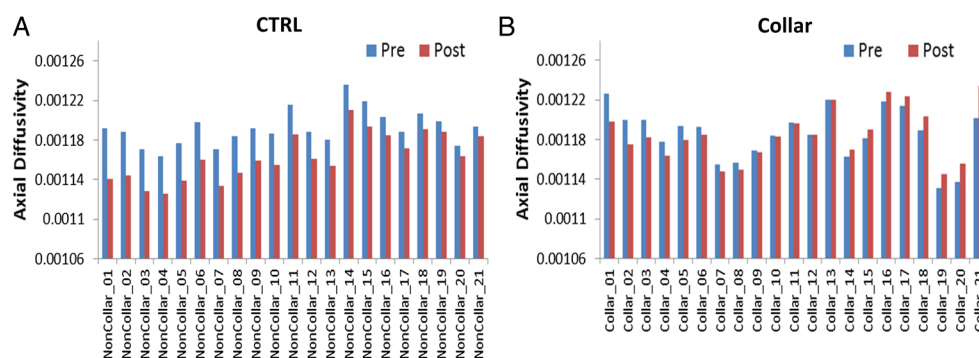 A
CTRL
Pre
Post
Axial Diffusivity
0.00126
0.00122
0.00118
0.00114
0.0011
0.00106
NonCollar_01
NonCollar_02
NonCollar_03
NonCollar_04
NonCollar_05
NonCollar_06
NonCollar_07
NonCollar_08
NonCollar_09
NonCollar_10
NonCollar_11
NonCollar_12
NonCollar_13
NonCollar_14
NonCollar_15
NonCollar_16
NonCollar_17
NonCollar_18
NonCollar_19
NonCollar_20
NonCollar_21
B
Collar
Pre
Post
Axial Diffusivity
0.00126
0.00122
0.00118
0.00114
0.0011
0.00106
Collar_01
Collar_02
Collar_03
Collar_04
Collar_05
Collar_06
Collar_07
Collar_08
Collar_09
Collar_10
Collar_11
Collar_12
Collar_13
Collar_14
Collar_15
Collar_16
Collar_17
Collar_18
Collar_19
Collar_20